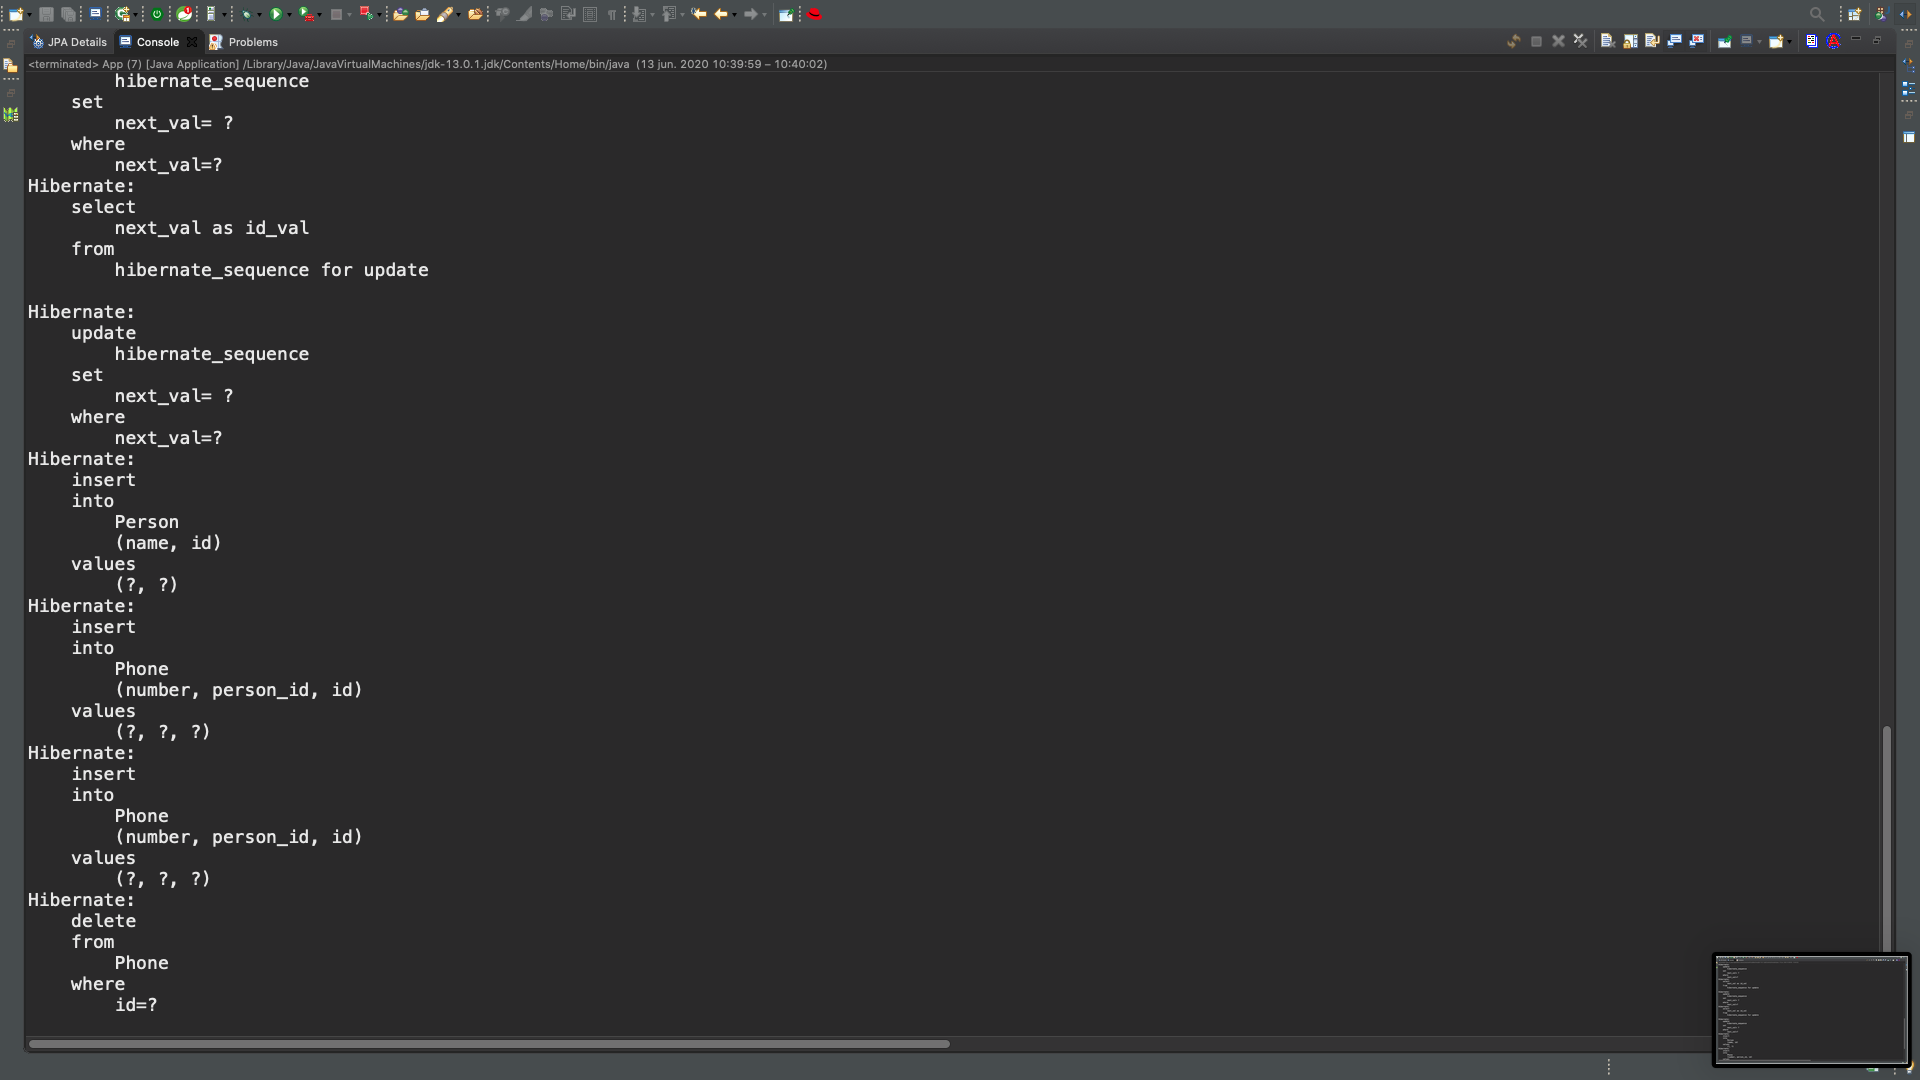 JPA Details
Console
Problems
<terminated> App (7) [Java Application] /Library/Java/JavaVirtualMachines/jdk-13.0.1.jdk/Contents/Home/bin/java  (13 jun. 2020 10:39:59 – 10:40:02)
hibernate_sequence
set
next_val= ?
where
next_val=?
Hibernate:
select
next_val as id_val
from
hibernate_sequence for update
Hibernate:
update
hibernate_sequence
set
next_val= ?
where
next_val=?
Hibernate:
insert
into
Person
(name, id)
values
(?, ?)
Hibernate:
insert
into
Phone
(number, person_id, id)
values
(?, ?, ?)
Hibernate:
insert
into
Phone
(number, person_id, id)
values
(?, ?, ?)
Hibernate:
delete
from
Phone
where
id=?